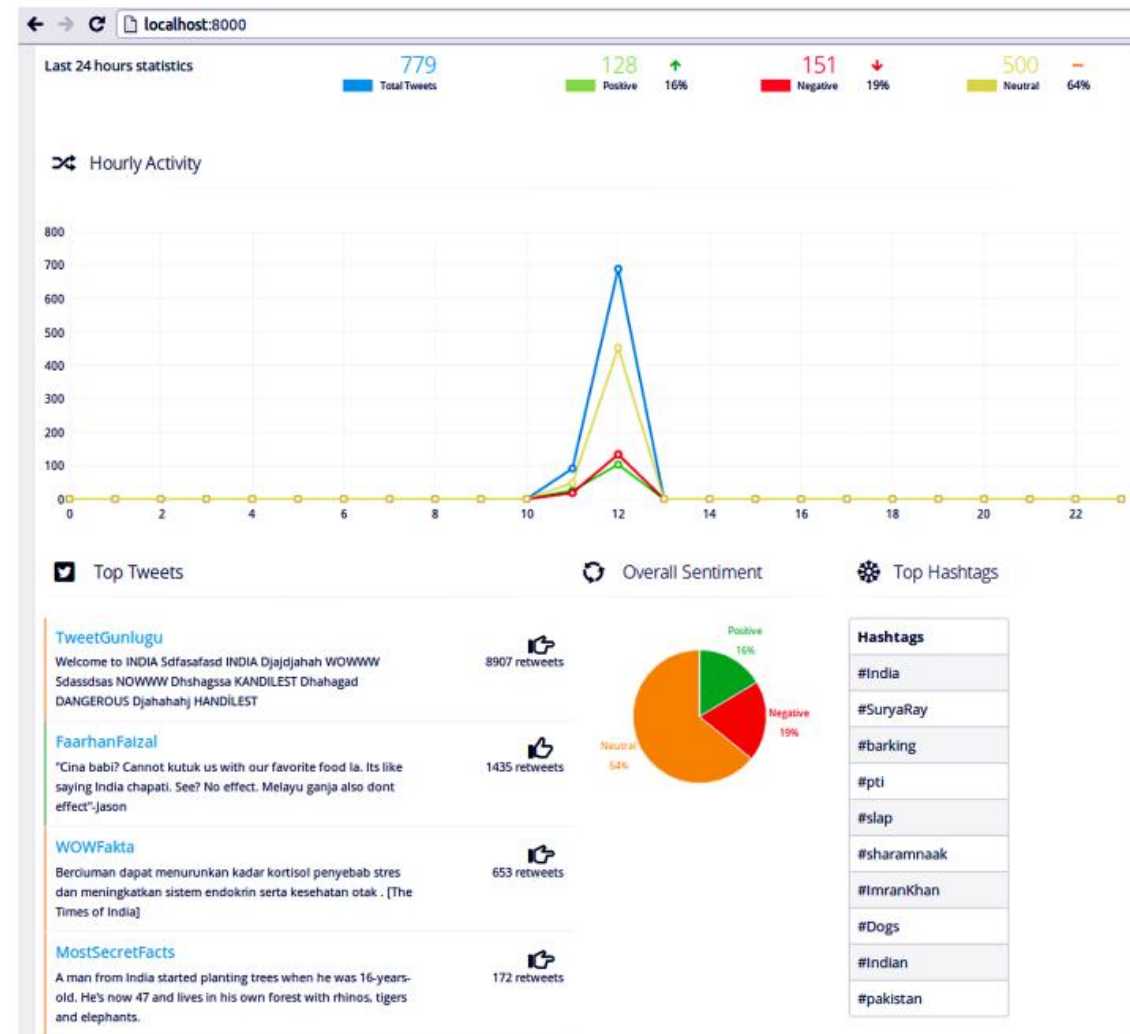 localhost:8000
Last 24 hours statistics
779
Total Tweets
128
Positive
16%
151
Negative
19%
500
Neutral
64%
Hourly Activity
800
700
600
500
400
300
200
100
0
0 2 4 6 8 10 12 14 16 18 20 22
Top Tweets
TweetGunlugu
Welcome to INDIA Sdfasafasd INDIA Djajdjahah WOWWW
Sdassdsas NOWWW Dhshagssa KANDILEST Dhahagad
DANGEROUS Djahahahj HANDİLEST
8907 retweets
FaarhanFaizal
"Cina babi? Cannot kutuk us with our favorite food la. Its like
saying India chapati. See? No effect. Melayu ganja also dont
effect"-Jason
1435 retweets
WOWFakta
Berciuman dapat menurunkan kadar kortisol penyebab stres
dan meningkatkan sistem endokrin serta kesehatan otak . [The
Times of India]
653 retweets
MostSecretFacts
A man from India started planting trees when he was 16-years-
old. He's now 47 and lives in his own forest with rhinos, tigers
and elephants.
172 retweets
Overall Sentiment
Positive
16%
Negative
19%
Neutral
64%
Top Hashtags
Hashtags
#India
#SuryaRay
#barking
#pti
#slap
#sharamnaak
#ImranKhan
#Dogs
#Indian
#pakistan